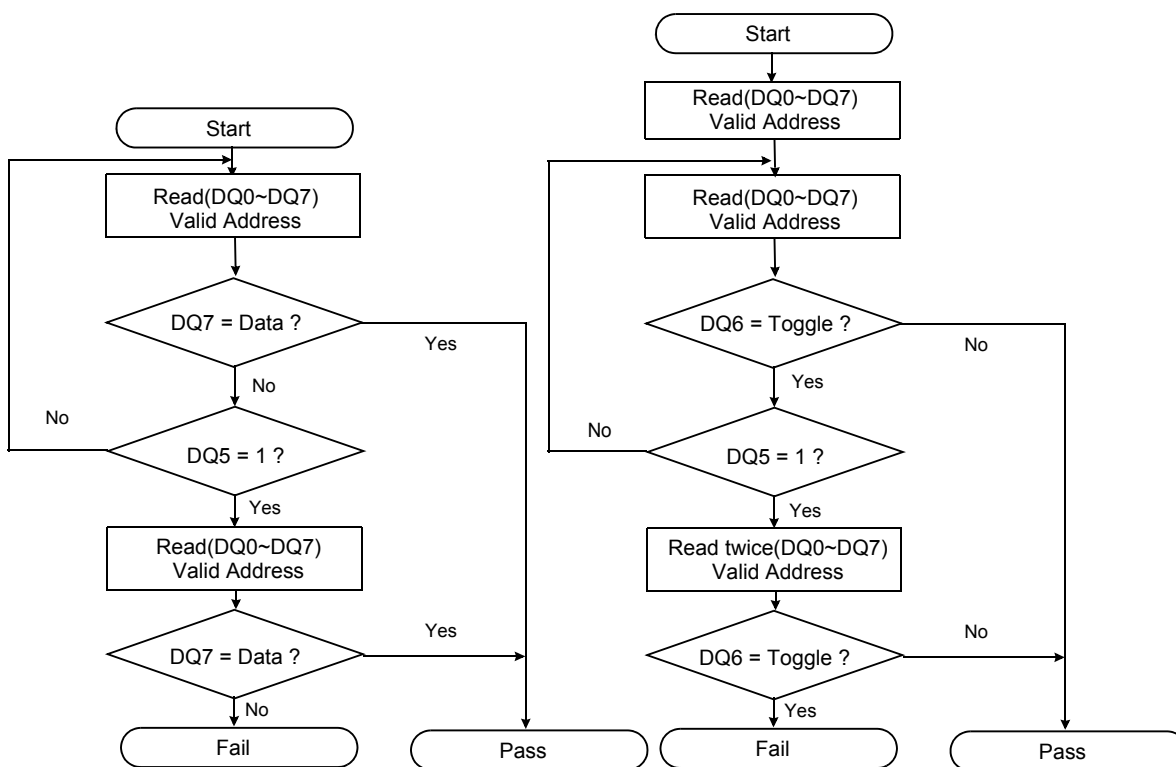 Start
Read(DQ0~DQ7)
Valid Address
DQ7 = Data ?
Yes
No
No
DQ5 = 1 ?
Yes
Read(DQ0~DQ7)
Valid Address
DQ7 = Data ?
Yes
No
Fail
Pass
Start
Read(DQ0~DQ7)
Valid Address
Read(DQ0~DQ7)
Valid Address
DQ6 = Toggle ?
No
Yes
No
DQ5 = 1 ?
Yes
Read twice(DQ0~DQ7)
Valid Address
DQ6 = Toggle ?
No
Yes
Fail
Pass